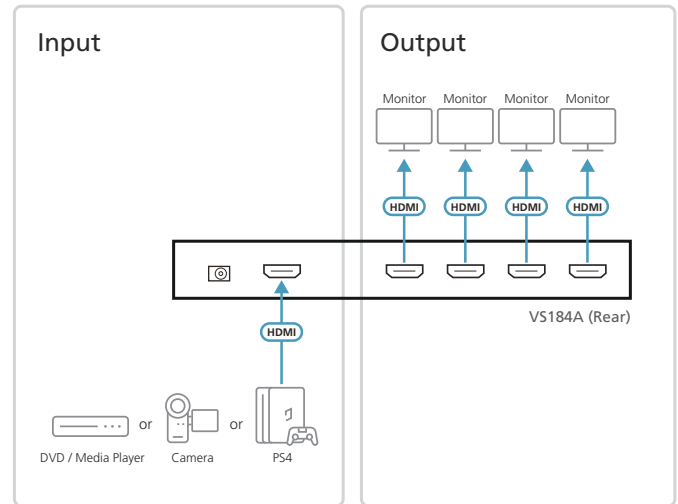 Input
Output
Monitor Monitor Monitor Monitor
HDMI HDMI HDMI HDMI
VS184A (Rear)
HDMI
or or
DVD / Media Player Camera PS4